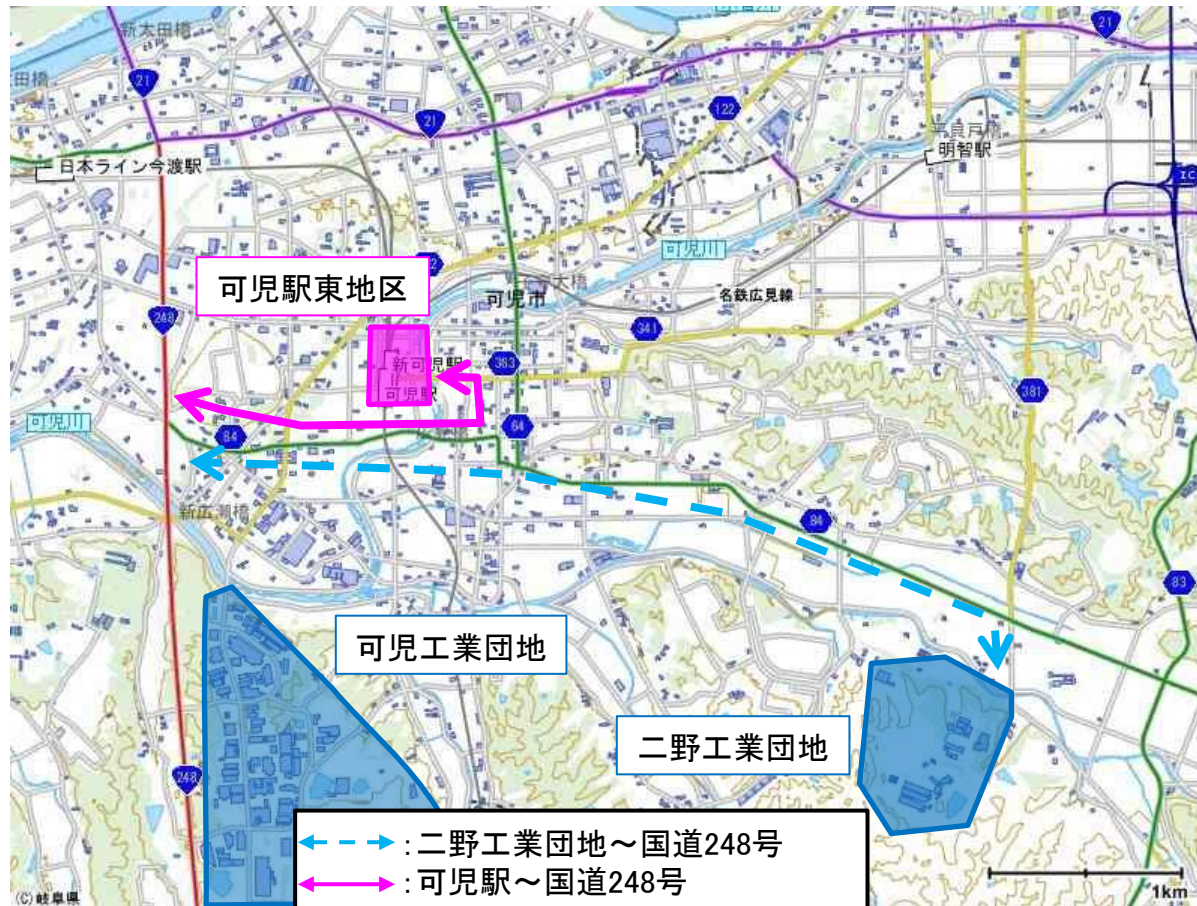 新太田橋
21
21
122
21
太田橋
日本ライン今渡駅
明智駅
IC
可児川
可児駅東地区
可児市
名鉄広見線
248
341
新可児駅
363
可児駅
381
可児川
84
64
新広瀬橋
84
83
可児工業団地
二野工業団地
248
:二野工業団地～国道248号
:可児駅～国道248号
1km
(C)岐阜県